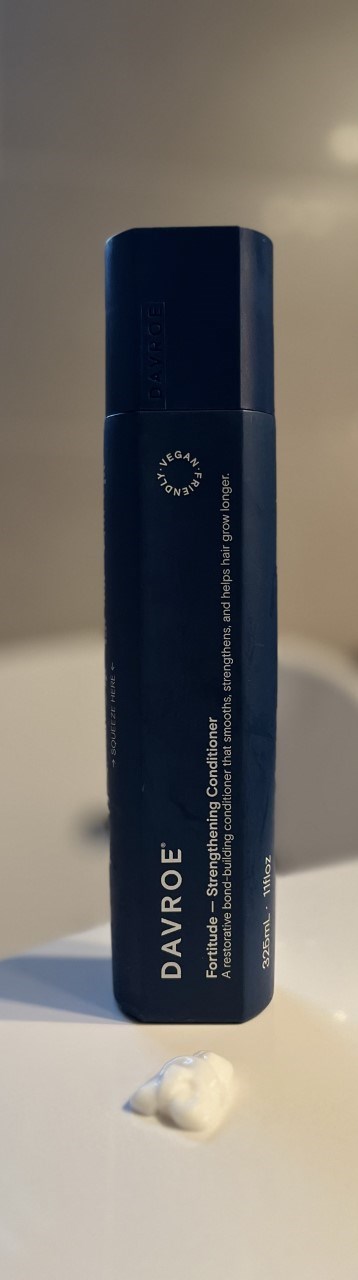 DAVROE
·VEGAN·FRIENDLY
→ SQUEEZE HERE ←
DAVROE®
Fortitude — Strengthening Conditioner
A restorative bond-building conditioner that smooths, strengthens, and helps hair grow longer.
325mL · 11floz